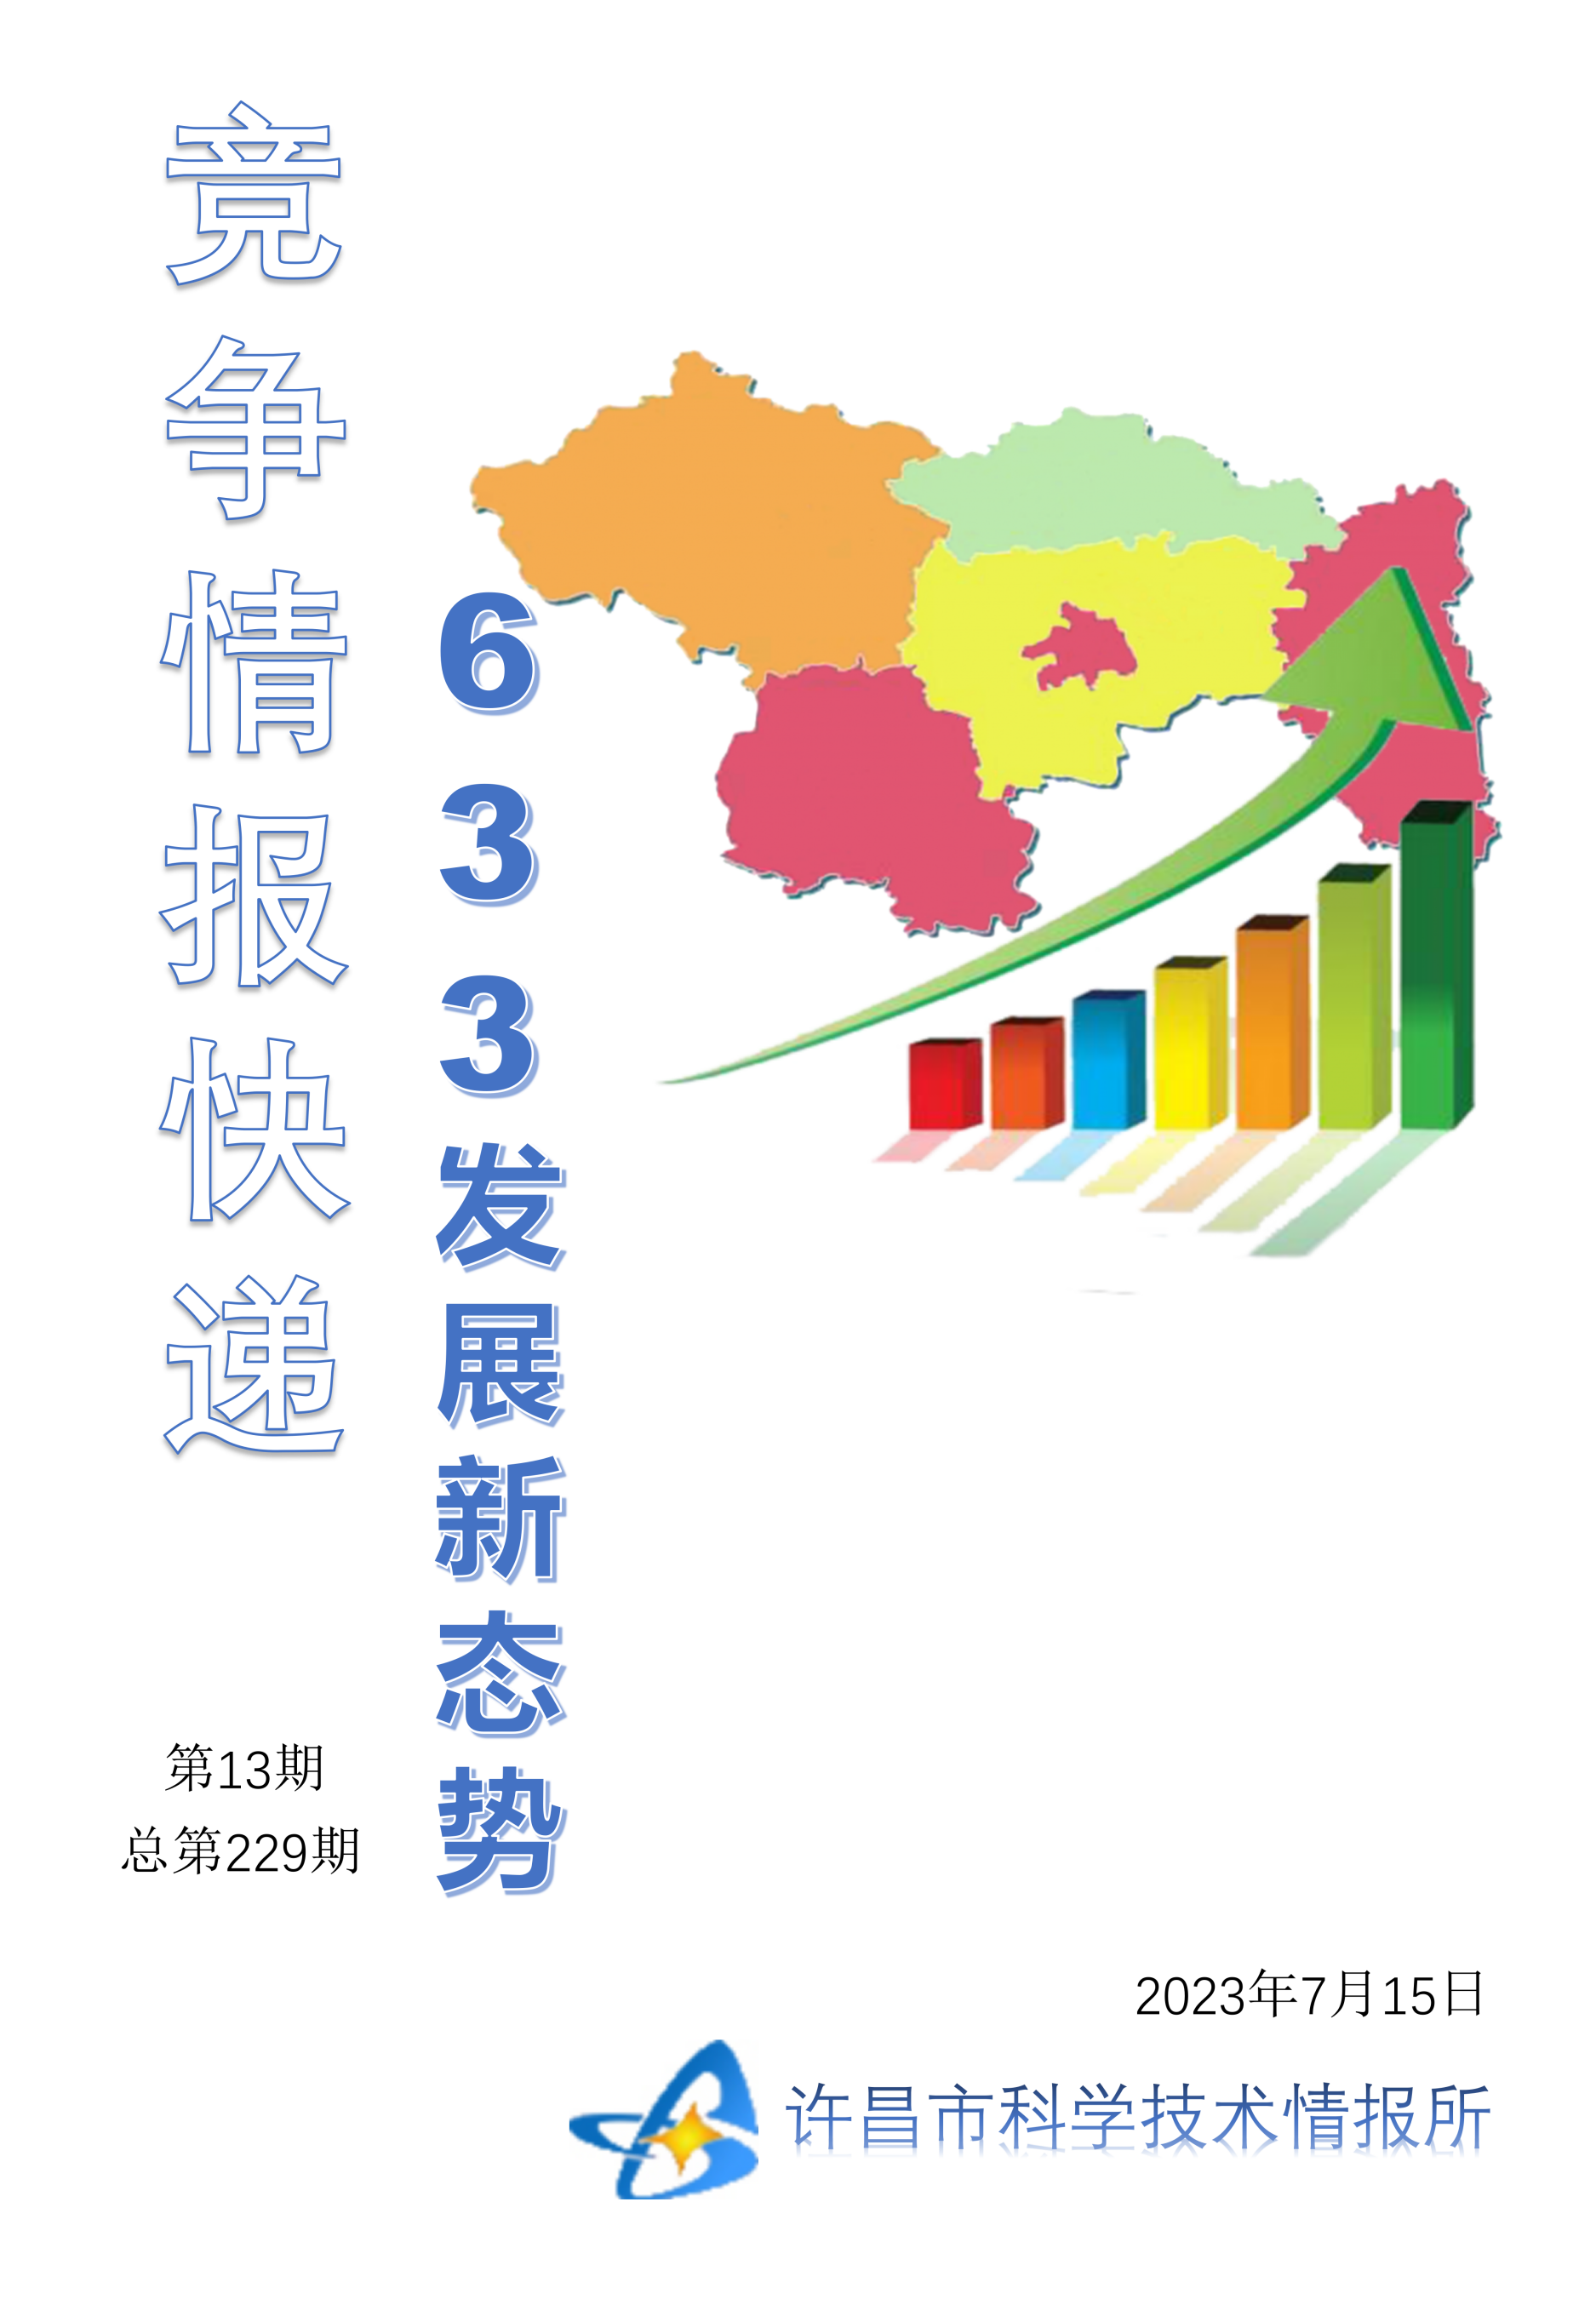 竞争情报快递
633发展新态势
第13期
总第229期
2023年7月15日
许昌市科学技术情报所